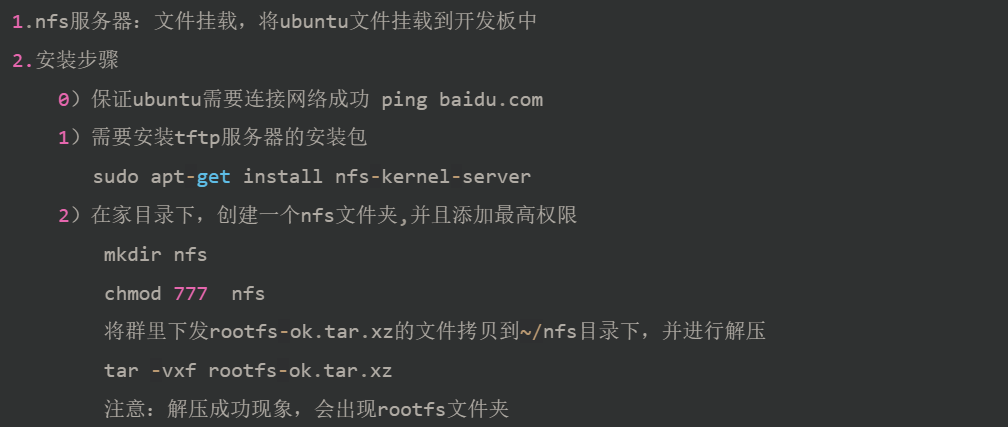 1.nfs服务器：文件挂载，将ubuntu文件挂载到开发板中
2.安装步骤
0）保证ubuntu需要连接网络成功 ping baidu.com
1）需要安装tftp服务器的安装包
sudo apt-get install nfs-kernel-server
2）在家目录下，创建一个nfs文件夹,并且添加最高权限
mkdir nfs
chmod 777  nfs
将群里下发rootfs-ok.tar.xz的文件拷贝到~/nfs目录下，并进行解压
tar -vxf rootfs-ok.tar.xz
注意：解压成功现象，会出现rootfs文件夹